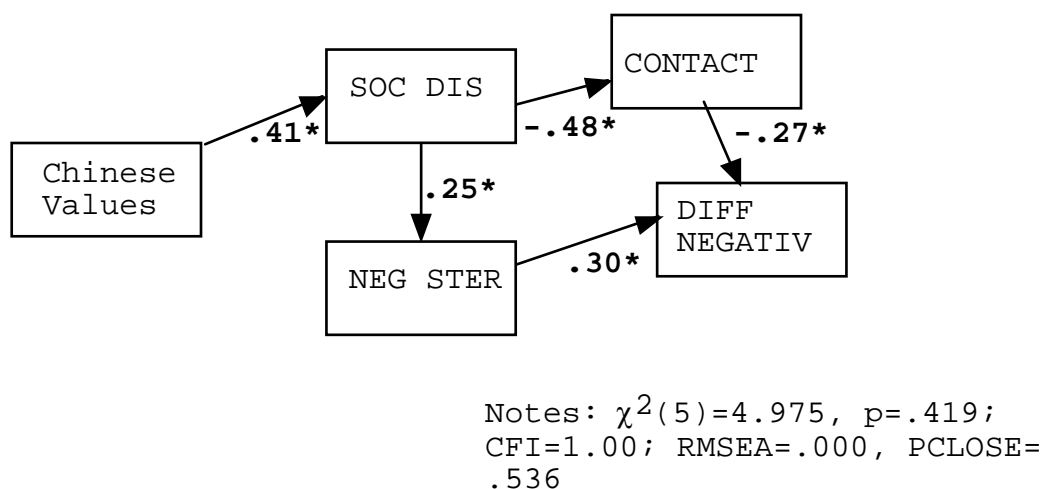 CONTACT
SOC DIS
.41*
-.48*
-.27*
Chinese
Values
.25*
DIFF
NEGATIV
NEG STER
.30*
Notes: χ2(5)=4.975, p=.419;
CFI=1.00; RMSEA=.000, PCLOSE=
.536